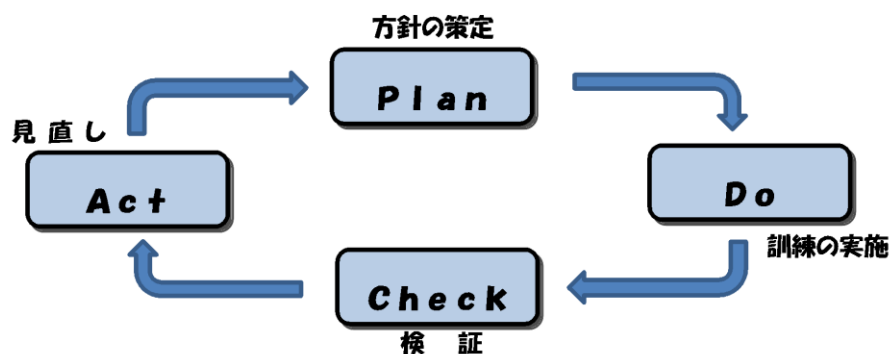 方針の策定
Plan
見直し
Act
Do
訓練の実施
Check
検 証